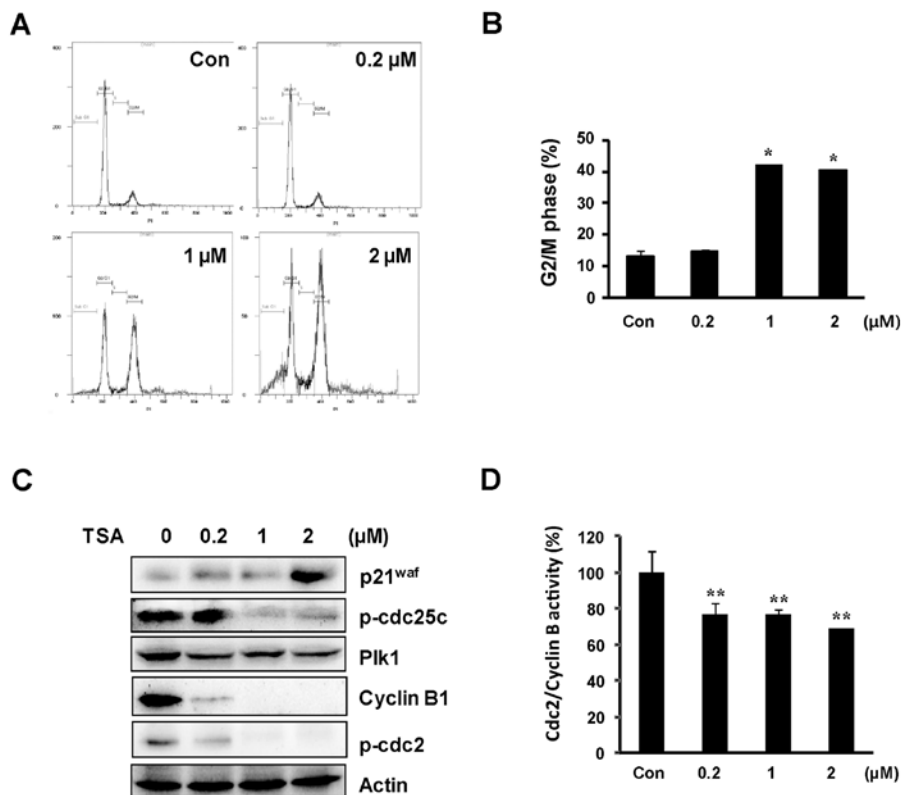 A
Con
0.2 µM
1 µM
2 µM
B
G2/M phase (%)
50
40
30
20
10
0
* *
Con 0.2 1 2 (µM)
C
TSA 0 0.2 1 2 (µM)
p21waf
p-cdc25c
Plk1
Cyclin B1
p-cdc2
Actin
D
Cdc2/Cyclin B activity (%)
120
100
80
60
40
20
0
** ** **
Con 0.2 1 2 (µM)